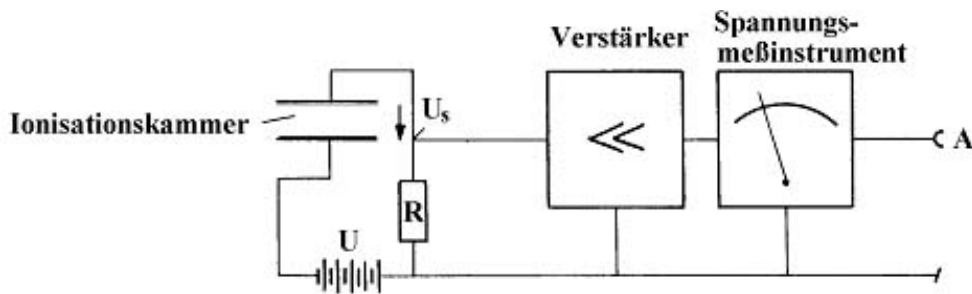 Verstärker
Spannungs-
meßinstrument
Ionisationskammer
Us
A
R
U